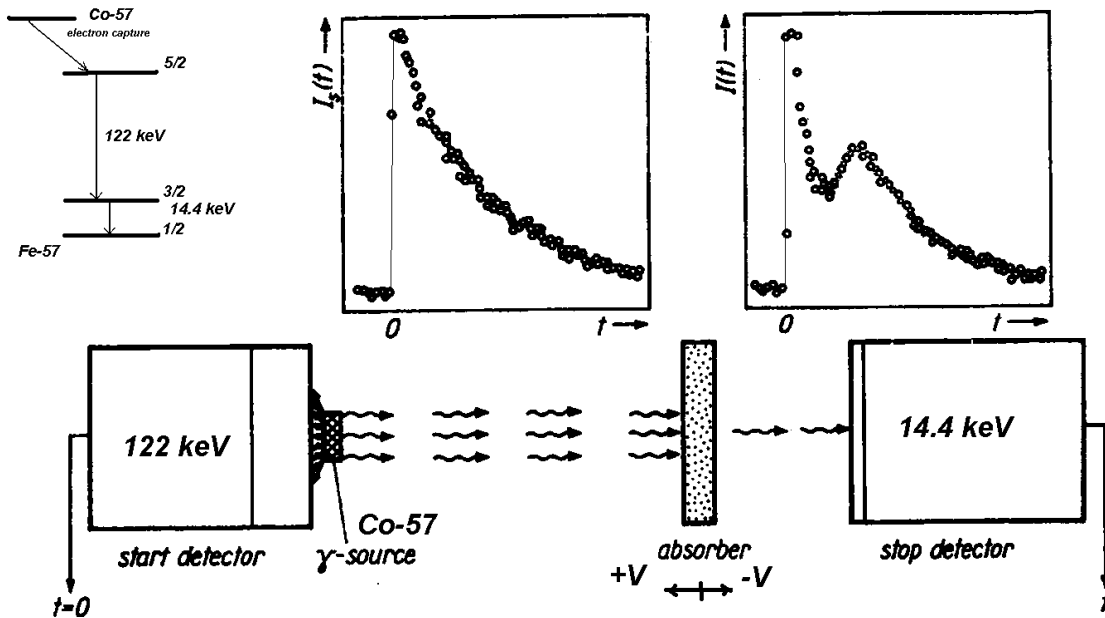 Co-57
electron capture
5/2
122 keV
3/2
14.4 keV
1/2
Fe-57
I_s(t)
0
t
I(t)
0
t
122 keV
14.4 keV
Co-57
start detector
γ-source
absorber
stop detector
+V
-V
t=0